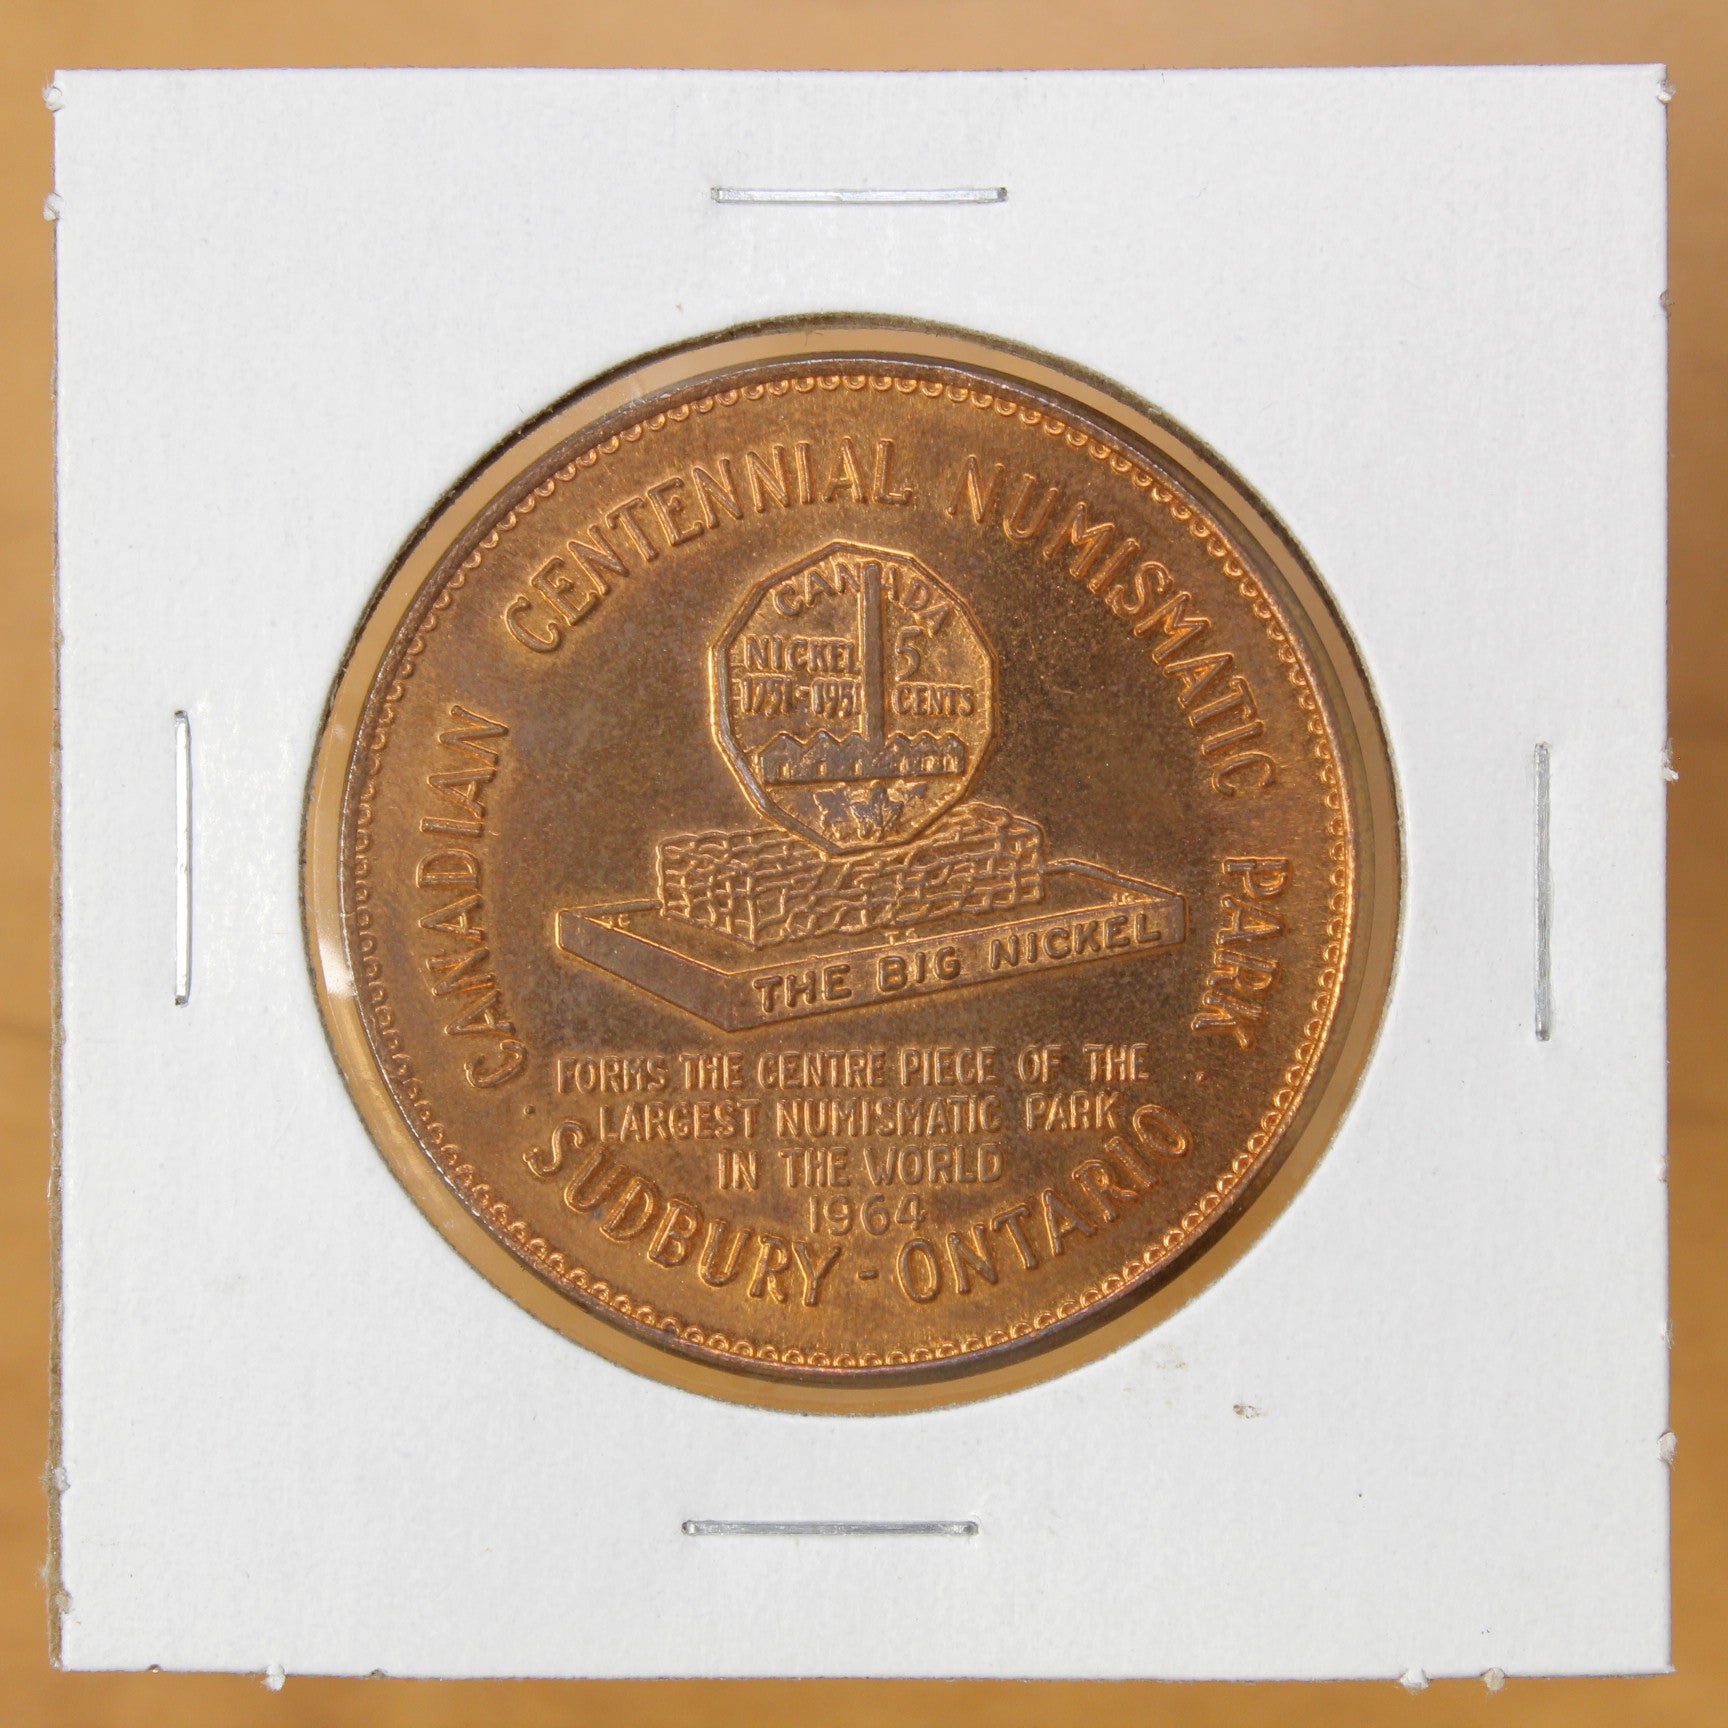 CANADIAN CENTENNIAL NUMISMATIC PARK
CANADA
NICKEL 5
1751-1951 CENTS
THE BIG NICKEL
FORMS THE CENTRE PIECE OF THE
LARGEST NUMISMATIC PARK
IN THE WORLD
1964
SUDBURY - ONTARIO